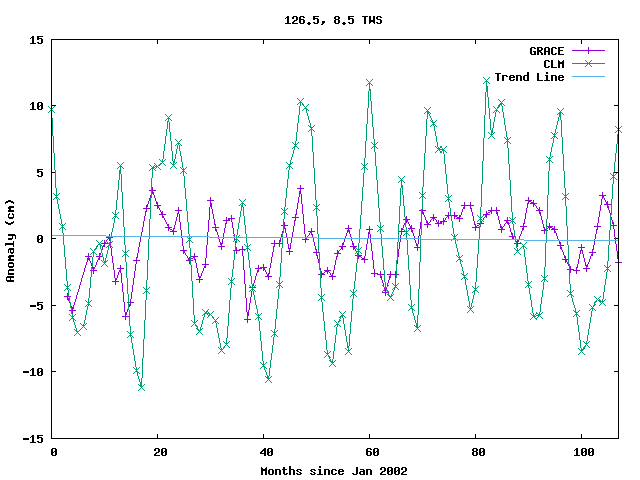 126.5, 8.5 TWS
GRACE
CLM
Trend Line
15
10
5
0
-5
-10
-15
Anomaly (cm)
0 20 40 60 80 100
Months since Jan 2002